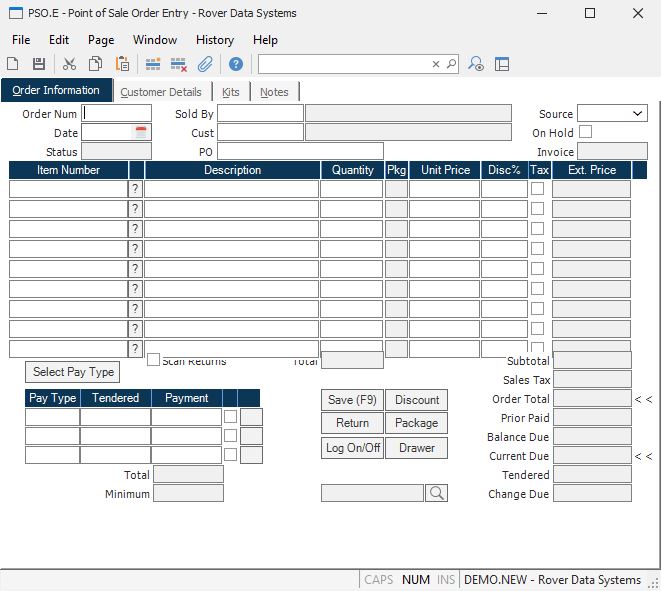 PSO.E - Point of Sale Order Entry - Rover Data Systems
File Edit Page Window History Help
Order Information Customer Details Kits Notes
Order Num Sold By Source
Date Cust On Hold
Status PO Invoice
Item Number Description Quantity Pkg Unit Price Disc% Tax Ext. Price
?
?
?
?
?
?
?
?
?
Scan Returns Total Subtotal
Select Pay Type
Sales Tax
Pay Type Tendered Payment Save (F9) Discount Order Total < <
Return Package Prior Paid
Balance Due
Log On/Off Drawer Current Due < <
Total Tendered
Minimum Change Due
CAPS NUM INS DEMO.NEW - Rover Data Systems